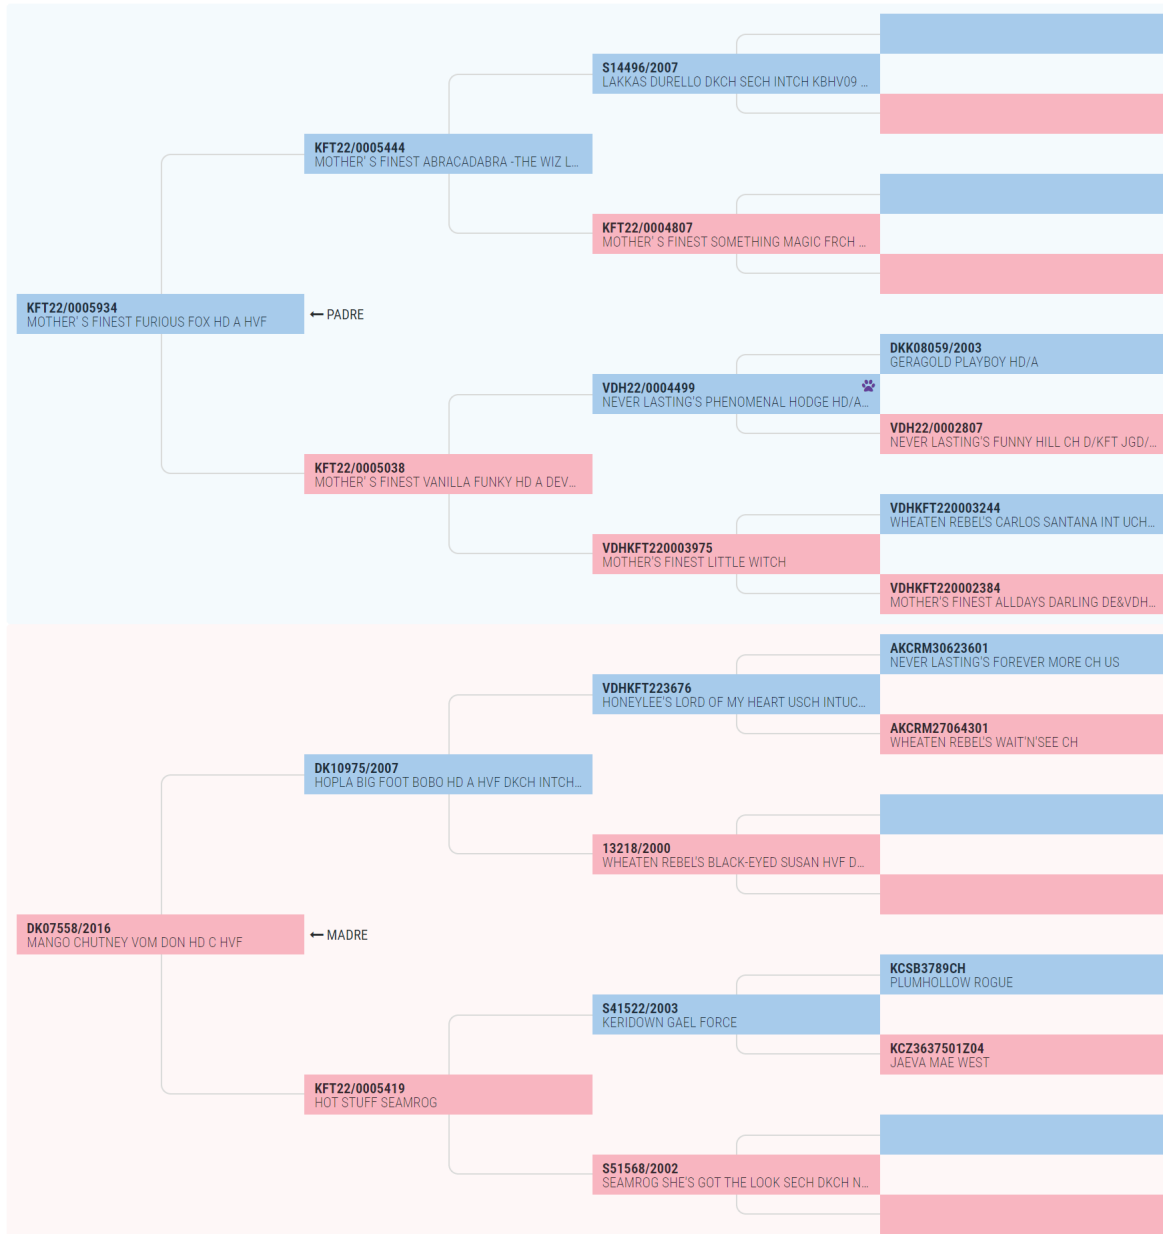 S14496/2007
LAKKAS DURELLO DKCH SECH INTCH KBHV09 ...
KFT22/0005444
MOTHER' S FINEST ABRACADABRA -THE WIZ L...
KFT22/0004807
MOTHER' S FINEST SOMETHING MAGIC FRCH ...
KFT22/0005934
MOTHER' S FINEST FURIOUS FOX HD A HVF
← PADRE
DKK08059/2003
GERAGOLD PLAYBOY HD/A
VDH22/0004499
NEVER LASTING'S PHENOMENAL HODGE HD/A...
VDH22/0002807
NEVER LASTING'S FUNNY HILL CH D/KFT JGD/...
KFT22/0005038
MOTHER' S FINEST VANILLA FUNKY HD A DEV...
VDHKFT220003244
WHEATEN REBEL'S CARLOS SANTANA INT UCH...
VDHKFT220003975
MOTHER'S FINEST LITTLE WITCH
VDHKFT220002384
MOTHER'S FINEST ALLDAYS DARLING DE&VDH...
AKCRM30623601
NEVER LASTING'S FOREVER MORE CH US
VDHKFT223676
HONEYLEE'S LORD OF MY HEART USCH INTUC...
AKCRM27064301
WHEATEN REBEL'S WAIT'N'SEE CH
DK10975/2007
HOPLA BIG FOOT BOBO HD A HVF DKCH INTCH...
13218/2000
WHEATEN REBEL'S BLACK-EYED SUSAN HVF D...
DK07558/2016
MANGO CHUTNEY VOM DON HD C HVF
← MADRE
KCSB3789CH
PLUMHOLLOW ROGUE
S41522/2003
KERIDOWN GAEL FORCE
KCZ3637501Z04
JAEVA MAE WEST
KFT22/0005419
HOT STUFF SEAMROG
S51568/2002
SEAMROG SHE'S GOT THE LOOK SECH DKCH N...